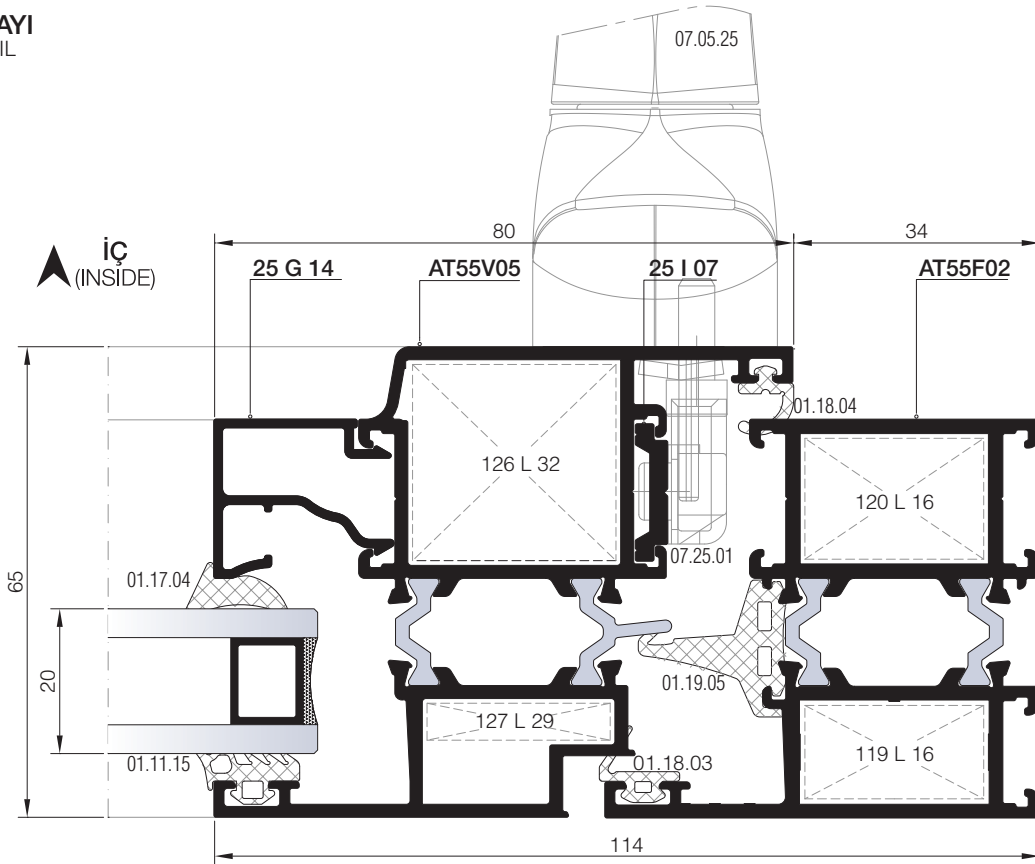 AYI
IL
07.05.25
80
34
İÇ
(INSIDE)
25 G 14
AT55V05
25 I 07
AT55F02
01.18.04
126 L 32
120 L 16
07.25.01
01.17.04
65
20
01.19.05
127 L 29
119 L 16
01.11.15
01.18.03
114